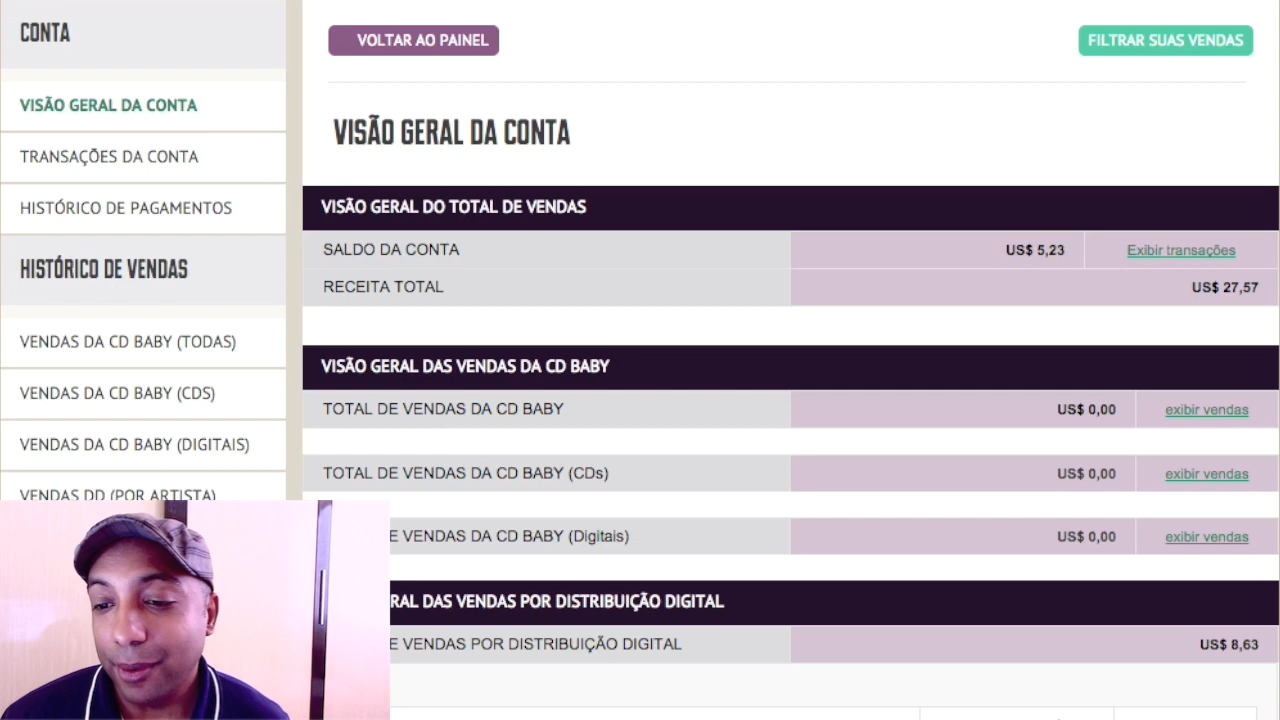 CONTA
VISÃO GERAL DA CONTA
TRANSAÇÕES DA CONTA
HISTÓRICO DE PAGAMENTOS
HISTÓRICO DE VENDAS
VENDAS DA CD BABY (TODAS)
VENDAS DA CD BABY (CDS)
VENDAS DA CD BABY (DIGITAIS)
VENDAS DD (POR ARTISTA)
VOLTAR AO PAINEL
FILTRAR SUAS VENDAS
VISÃO GERAL DA CONTA
VISÃO GERAL DO TOTAL DE VENDAS
SALDO DA CONTA US$ 5,23 Exibir transações
RECEITA TOTAL US$ 27,57
VISÃO GERAL DAS VENDAS DA CD BABY
TOTAL DE VENDAS DA CD BABY US$ 0,00 exibir vendas
TOTAL DE VENDAS DA CD BABY (CDs) US$ 0,00 exibir vendas
E VENDAS DA CD BABY (Digitais) US$ 0,00 exibir vendas
RAL DAS VENDAS POR DISTRIBUIÇÃO DIGITAL
E VENDAS POR DISTRIBUIÇÃO DIGITAL US$ 8,63